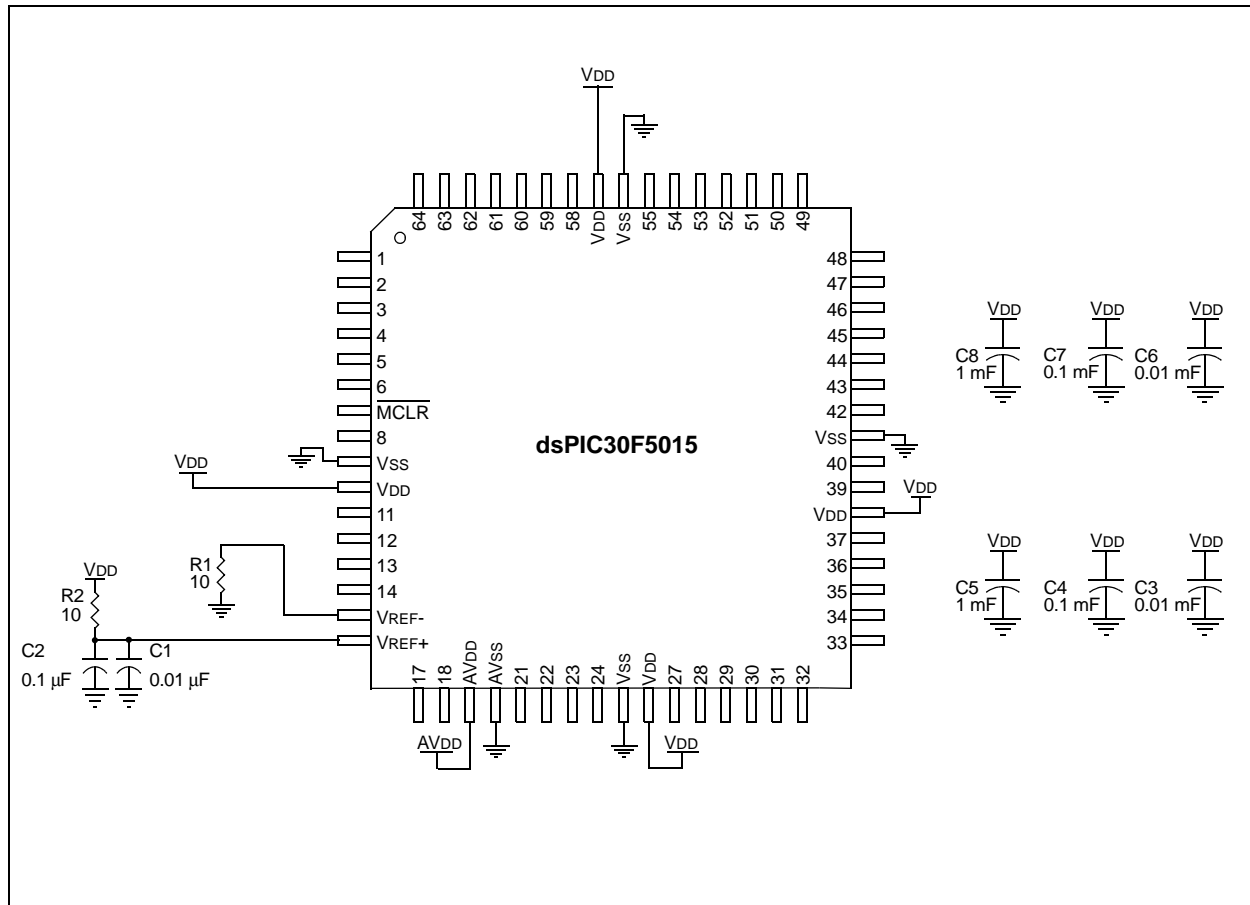 VDD
64
63
62
61
60
59
58
VDD
VSS
55
54
53
52
51
50
49
1
2
3
4
5
6
MCLR
8
VSS
VDD
11
12
13
14
VREF-
VREF+
48
47
46
45
44
43
42
VSS
40
39
VDD
37
36
35
34
33
dsPIC30F5015
VDD
VDD
R2
10
R1
10
C2
0.1 µF
C1
0.01 µF
17
18
AVDD
AVSS
21
22
23
24
VSS
VDD
27
28
29
30
31
32
AVDD
VDD
VDD
VDD
C8
1 mF
VDD
C7
0.1 mF
VDD
C6
0.01 mF
VDD
C5
1 mF
VDD
C4
0.1 mF
VDD
C3
0.01 mF